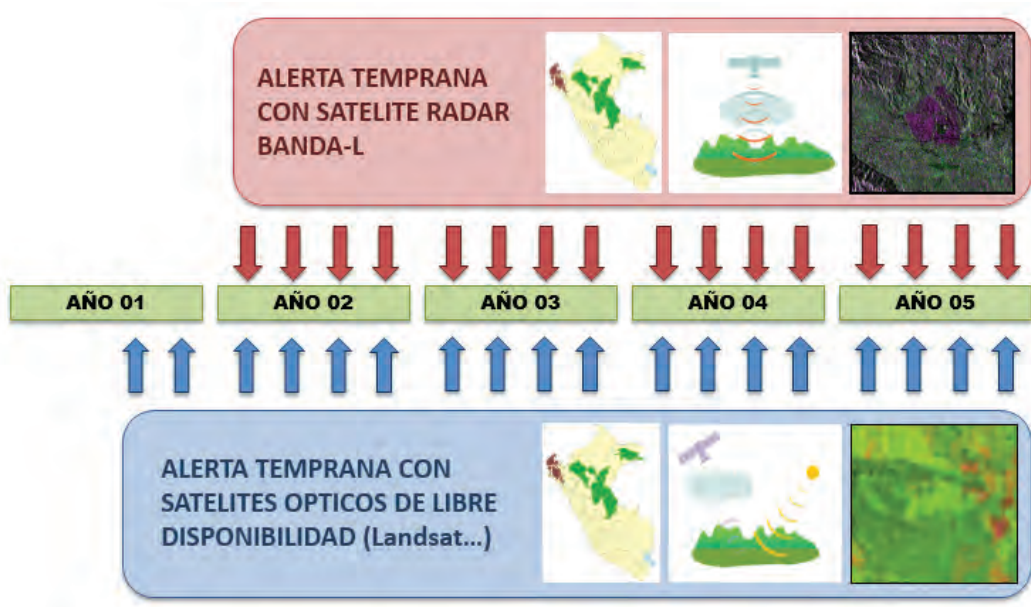 ALERTA TEMPRANA
CON SATELITE RADAR
BANDA-L
AÑO 01
AÑO 02
AÑO 03
AÑO 04
AÑO 05
ALERTA TEMPRANA CON
SATELITES OPTICOS DE LIBRE
DISPONIBILIDAD (Landsat...)